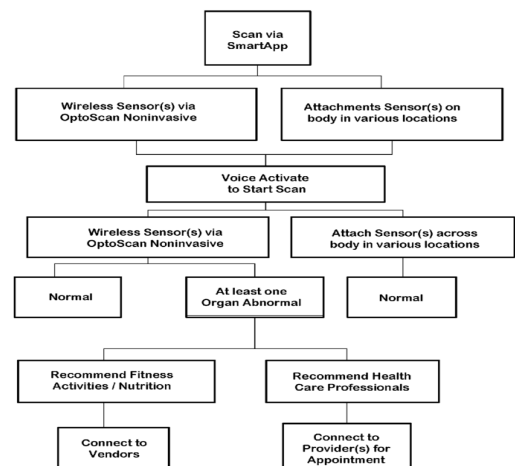 Scan via
SmartApp
Wireless Sensor(s) via
OptoScan Noninvasive
Attachments Sensor(s) on
body in various locations
Voice Activate
to Start Scan
Wireless Sensor(s) via
OptoScan Noninvasive
Attach Sensor(s) across
body in various locations
Normal
At least one
Organ Abnormal
Normal
Recommend Fitness
Activities / Nutrition
Recommend Health
Care Professionals
Connect to
Vendors
Connect to
Provider(s) for
Appointment